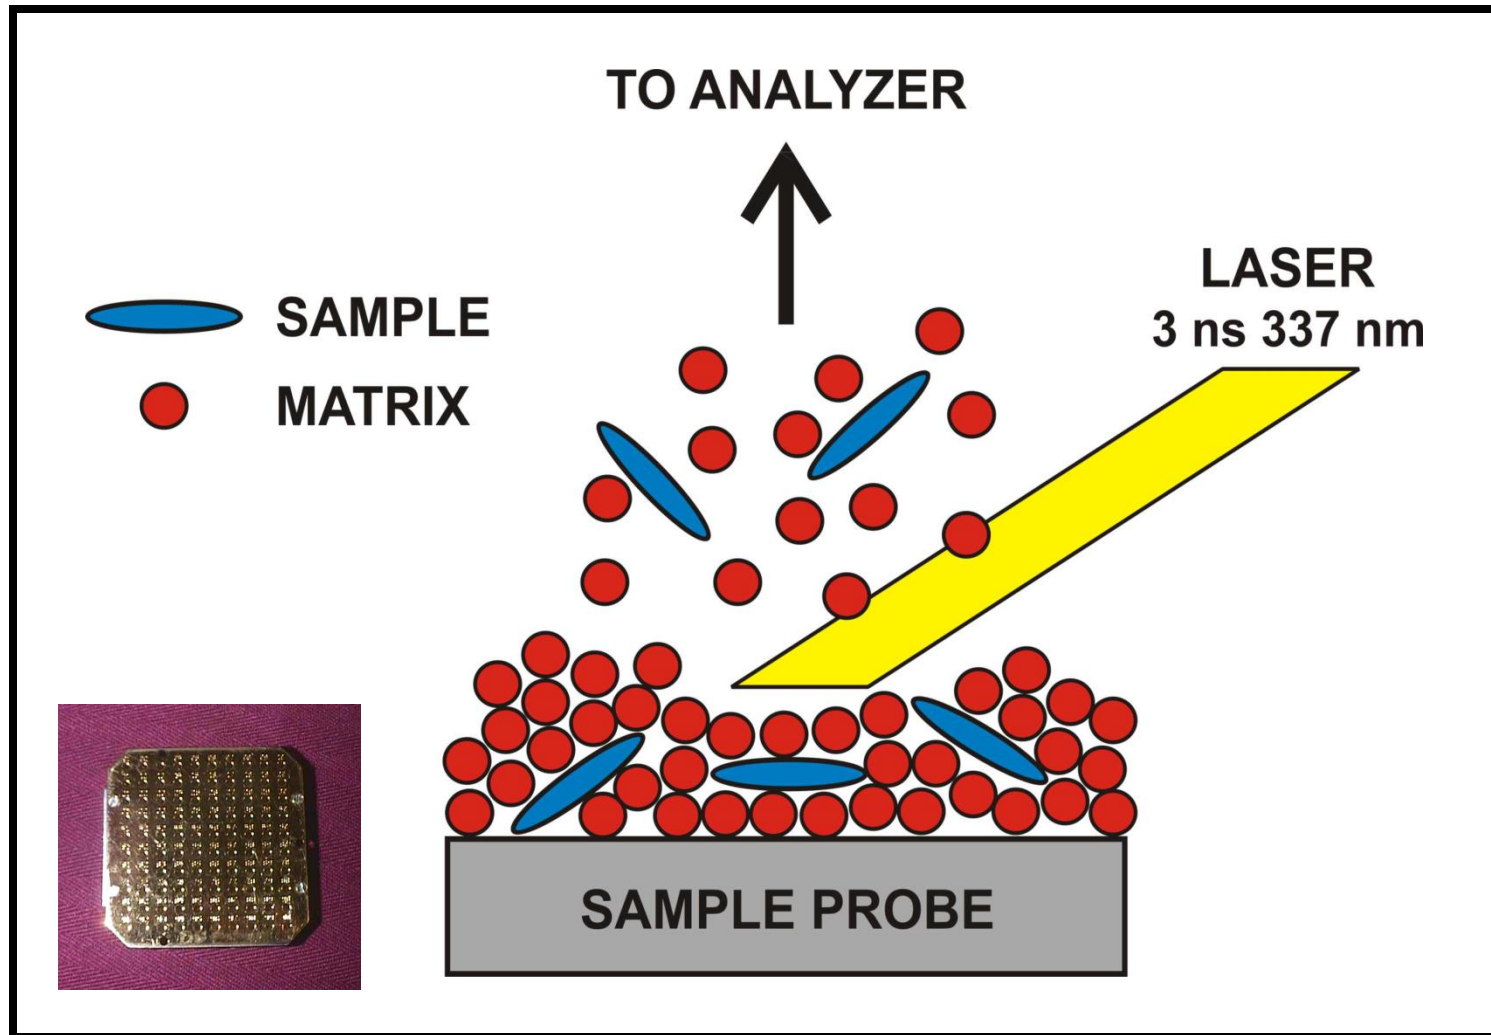 TO ANALYZER
LASER
3 ns 337 nm
SAMPLE
MATRIX
SAMPLE PROBE